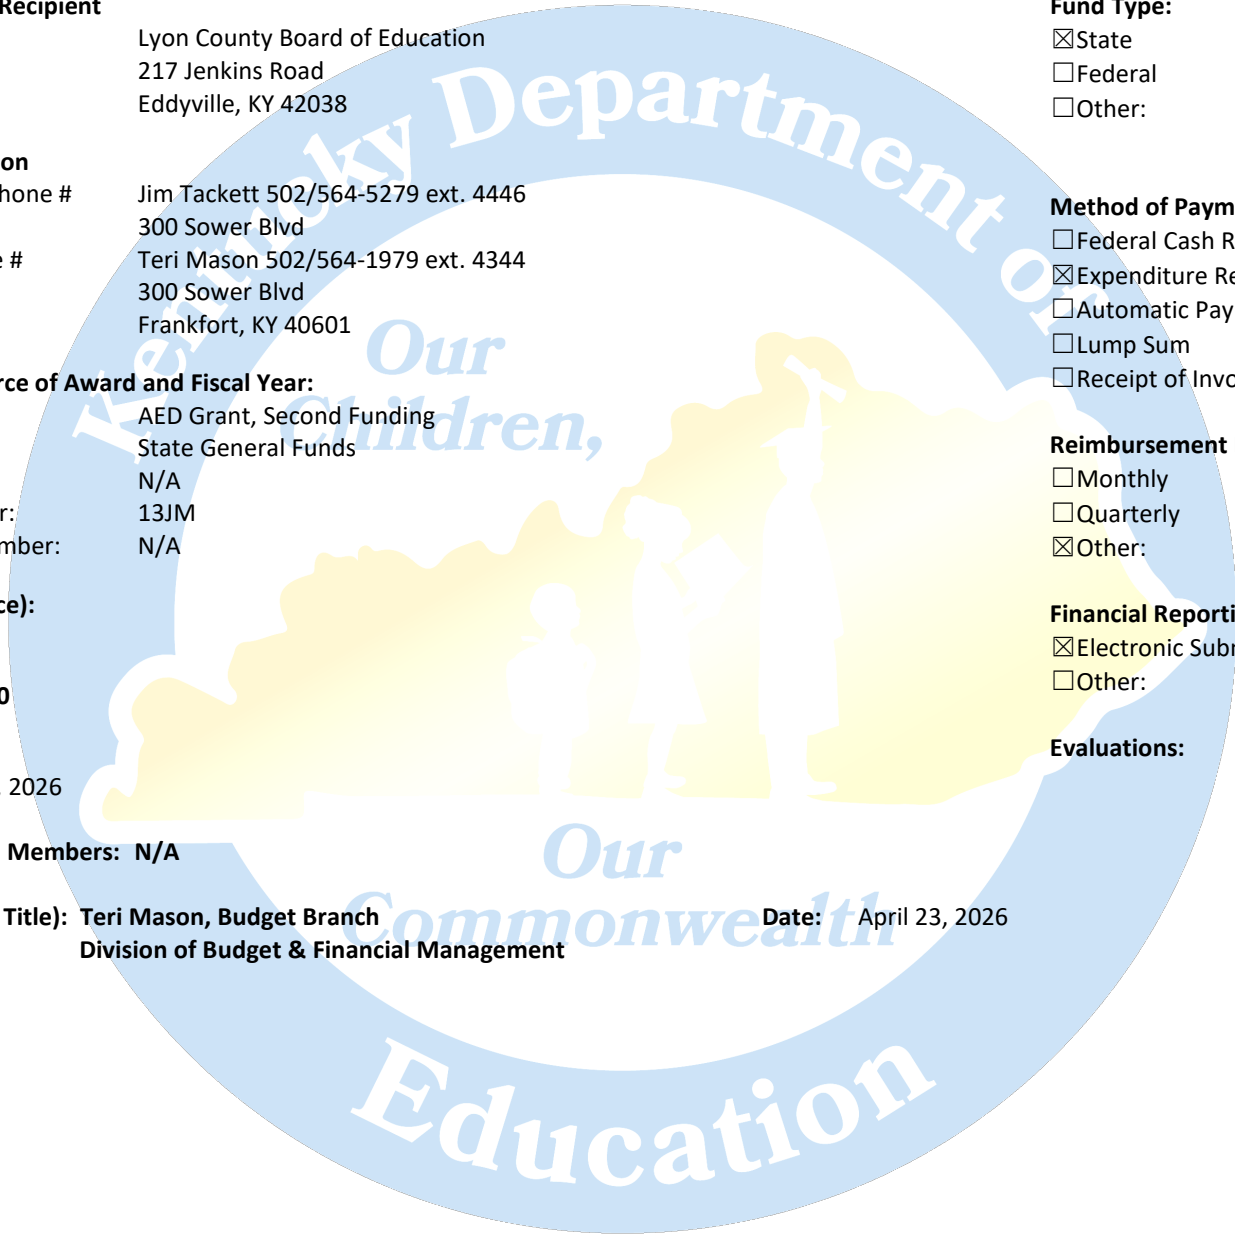 Recipient
Lyon County Board of Education
217 Jenkins Road
Eddyville, KY 42038
on
hone # Jim Tackett 502/564-5279 ext. 4446
300 Sower Blvd
e # Teri Mason 502/564-1979 ext. 4344
300 Sower Blvd
Frankfort, KY 40601
rce of Award and Fiscal Year:
AED Grant, Second Funding
State General Funds
N/A
r: 13JM
mber: N/A
ce):
0
, 2026
Members: N/A
Title): Teri Mason, Budget Branch Date: April 23, 2026
Division of Budget & Financial Management
Fund Type:
☒State
☐Federal
☐Other:
Method of Paym
☐Federal Cash R
☒Expenditure Re
☐Automatic Pay
☐Lump Sum
☐Receipt of Invo
Reimbursement
☐Monthly
☐Quarterly
☒Other:
Financial Reporti
☒Electronic Subr
☐Other:
Evaluations:
Kentucky Department of
Education
Our
Children,
Our
Commonwealth